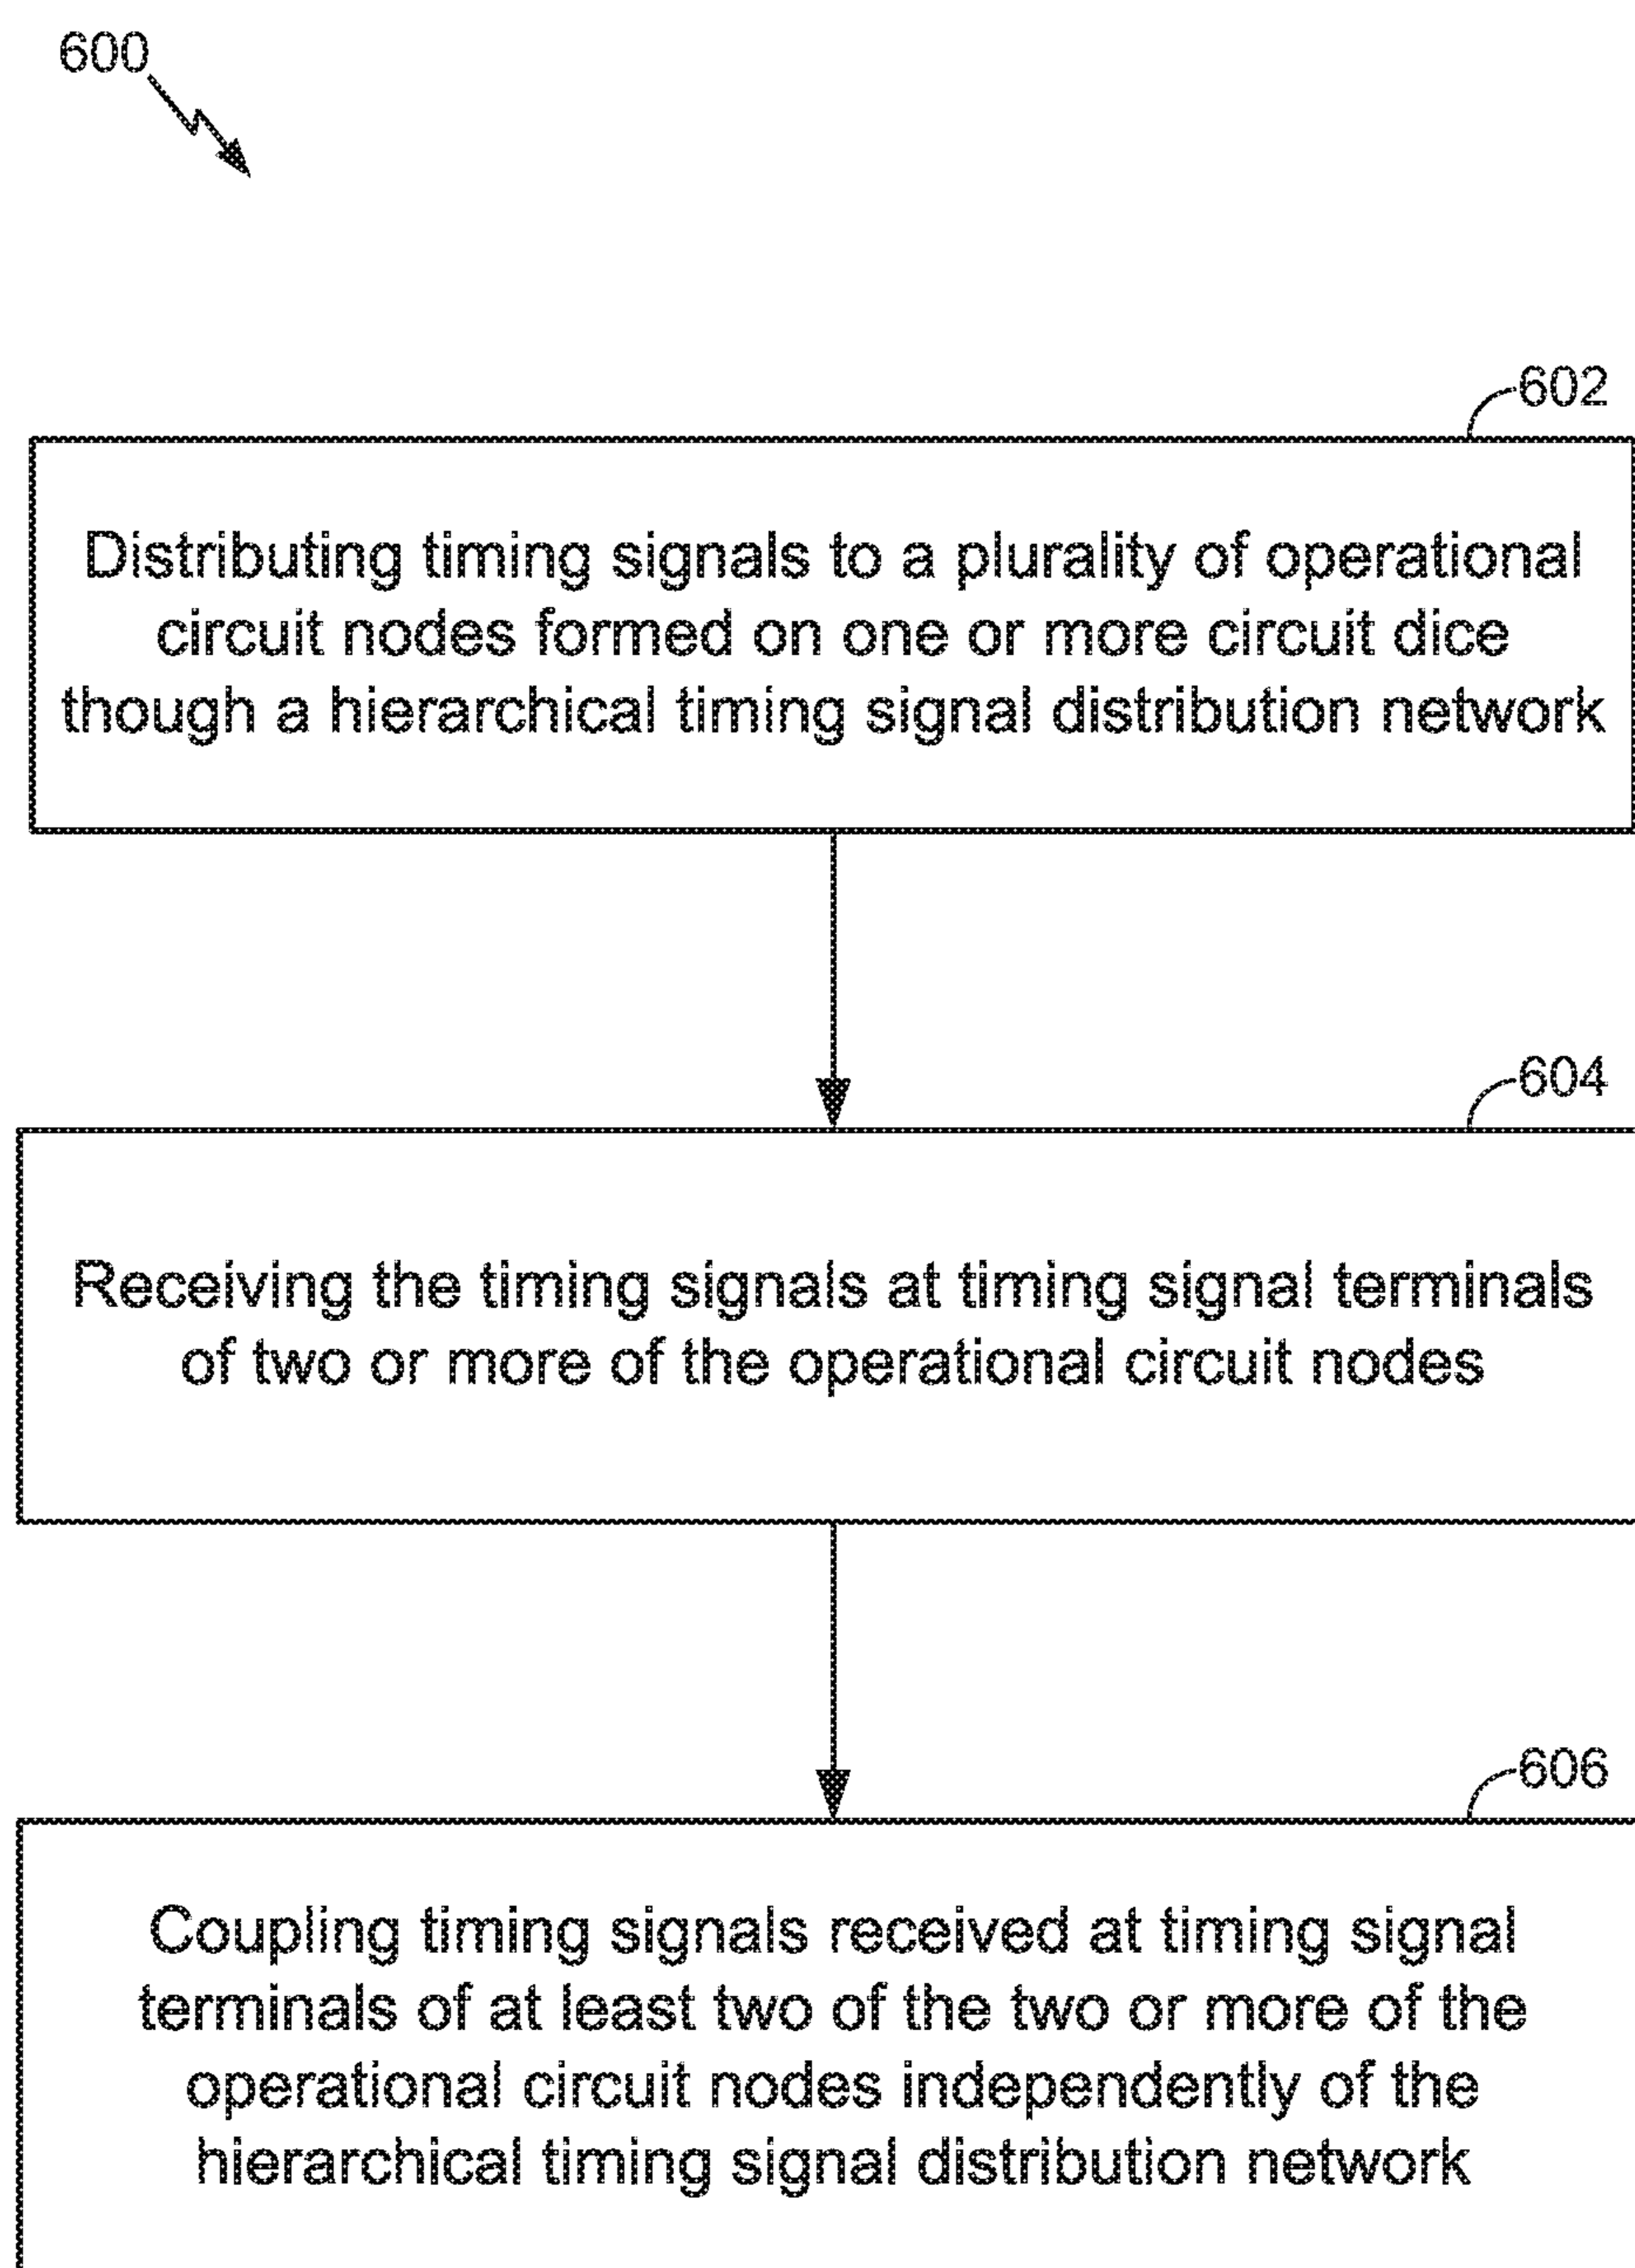 600
602
Distributing timing signals to a plurality of operational
circuit nodes formed on one or more circuit dice
though a hierarchical timing signal distribution network
604
Receiving the timing signals at timing signal terminals
of two or more of the operational circuit nodes
606
Coupling timing signals received at timing signal
terminals of at least two of the two or more of the
operational circuit nodes independently of the
hierarchical timing signal distribution network